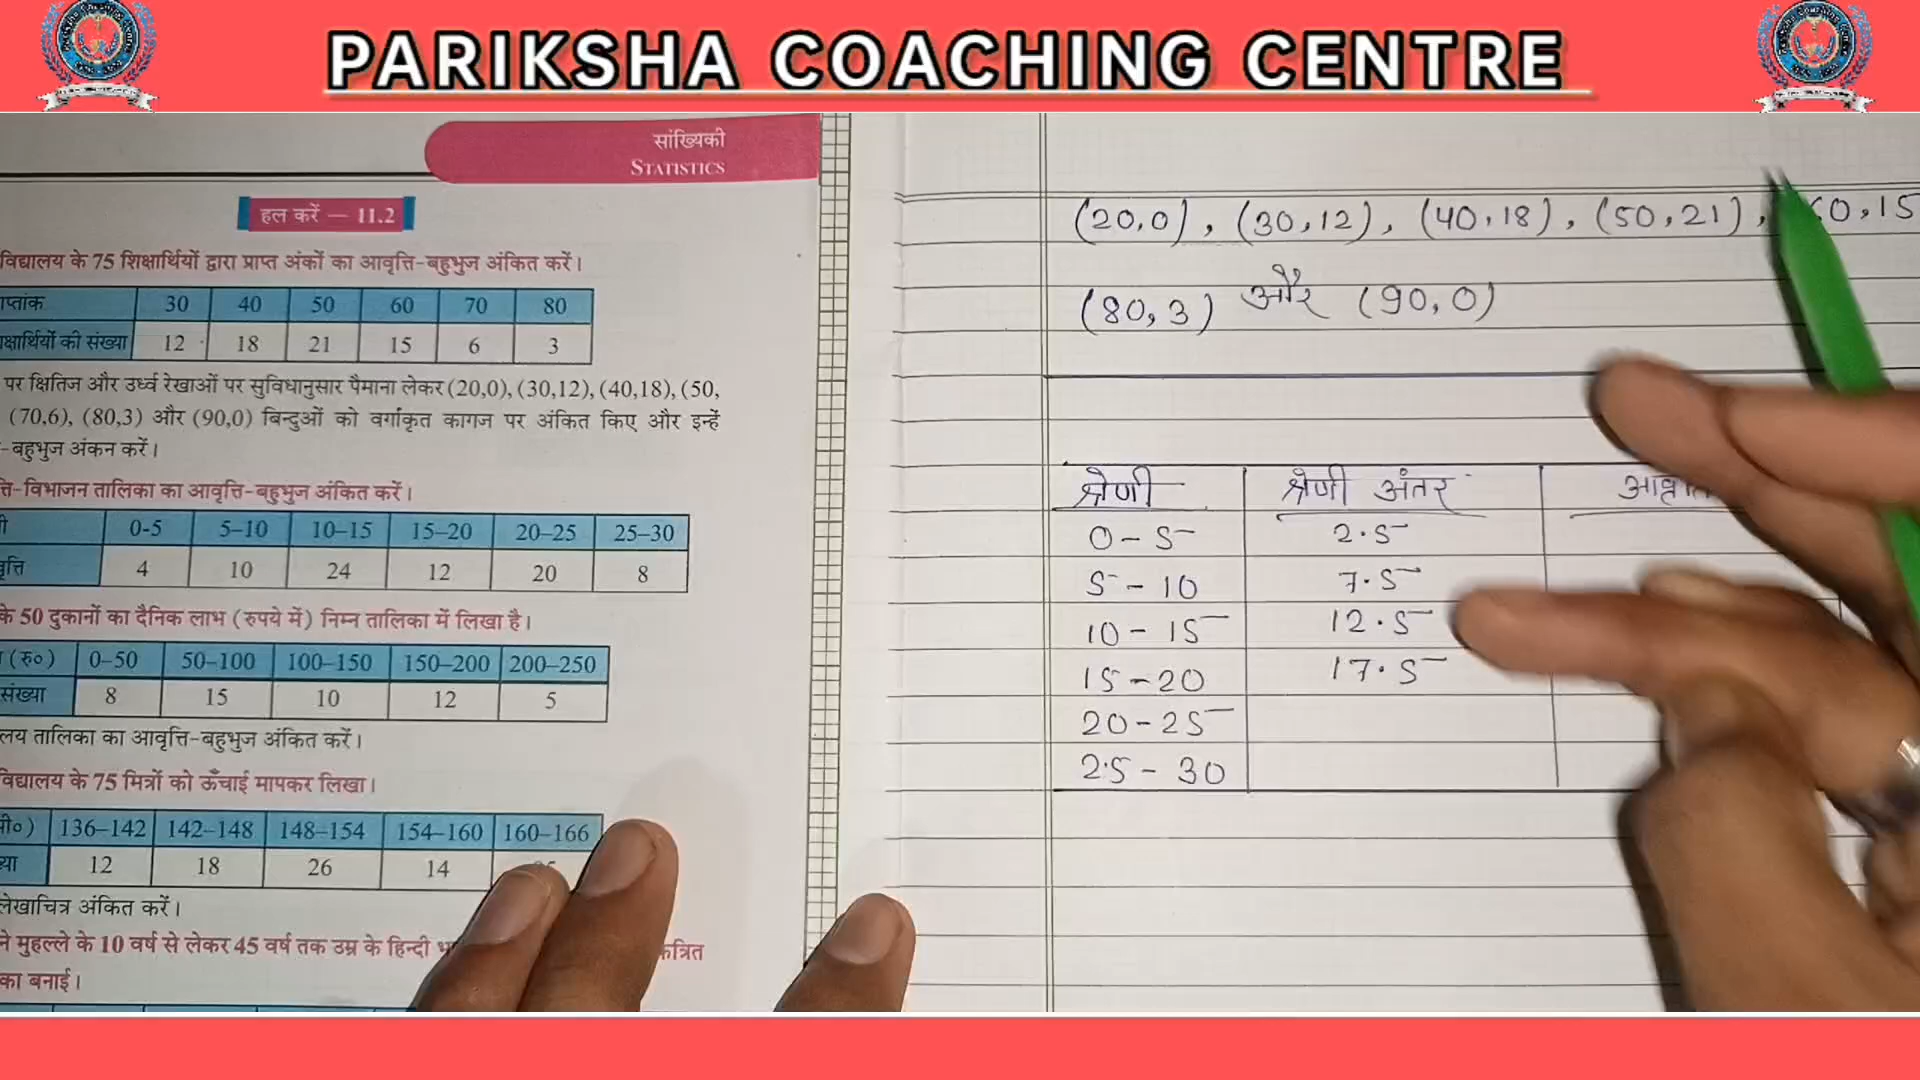 PARIKSHA COACHING CENTRE
सांख्यिकी
STATISTICS
हल करें — 11.2
विद्यालय के 75 शिक्षार्थियों द्वारा प्राप्त अंकों का आवृत्ति-बहुभुज अंकित करें।
प्तांक 30 40 50 60 70 80
क्षार्थियों की संख्या 12 18 21 15 6 3
पर क्षितिज और उर्ध्व रेखाओं पर सुविधानुसार पैमाना लेकर (20,0), (30,12), (40,18), (50,
(70,6), (80,3) और (90,0) बिन्दुओं को वर्गांकृत कागज पर अंकित किए और इन्हें
-बहुभुज अंकन करें।
त्ति-विभाजन तालिका का आवृत्ति-बहुभुज अंकित करें।
0-5 5–10 10–15 15–20 20–25 25–30
वृत्ति 4 10 24 12 20 8
के 50 दुकानों का दैनिक लाभ (रुपये में) निम्न तालिका में लिखा है।
(रु०) 0–50 50–100 100–150 150–200 200–250
संख्या 8 15 10 12 5
लय तालिका का आवृत्ति-बहुभुज अंकित करें।
विद्यालय के 75 मित्रों को ऊँचाई मापकर लिखा।
मी०) 136–142 142–148 148–154 154–160 160–166
ख्या 12 18 26 14
लेखाचित्र अंकित करें।
ने मुहल्ले के 10 वर्ष से लेकर 45 वर्ष तक उम्र के हिन्दी
का बनाई।
(20,0), (30,12), (40,18), (50,21), 60,15
(80,3) और (90,0)
श्रेणी श्रेणी अंतर
0-5 2.5
5-10 7.5
10-15 12.5
15-20 17.5
20-25
2.5-30